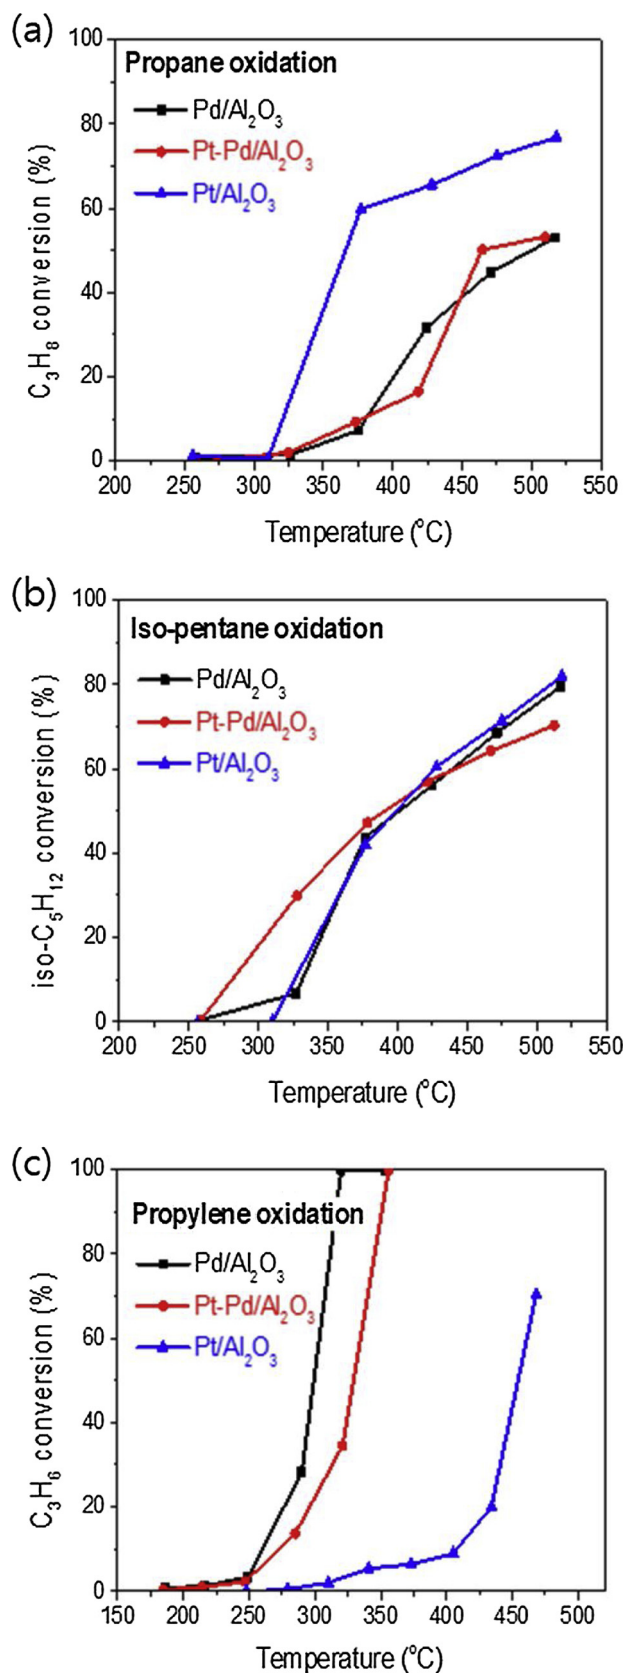 (a)
100
80
60
40
20
0
C3H8 conversion (%)
Propane oxidation
Pd/Al2O3
Pt-Pd/Al2O3
Pt/Al2O3
200 250 300 350 400 450 500 550
Temperature (oC)
(b)
100
80
60
40
20
0
iso-C5H12 conversion (%)
Iso-pentane oxidation
Pd/Al2O3
Pt-Pd/Al2O3
Pt/Al2O3
200 250 300 350 400 450 500 550
Temperature (oC)
(c)
100
80
60
40
20
0
C3H6 conversion (%)
Propylene oxidation
Pd/Al2O3
Pt-Pd/Al2O3
Pt/Al2O3
150 200 250 300 350 400 450 500
Temperature (oC)